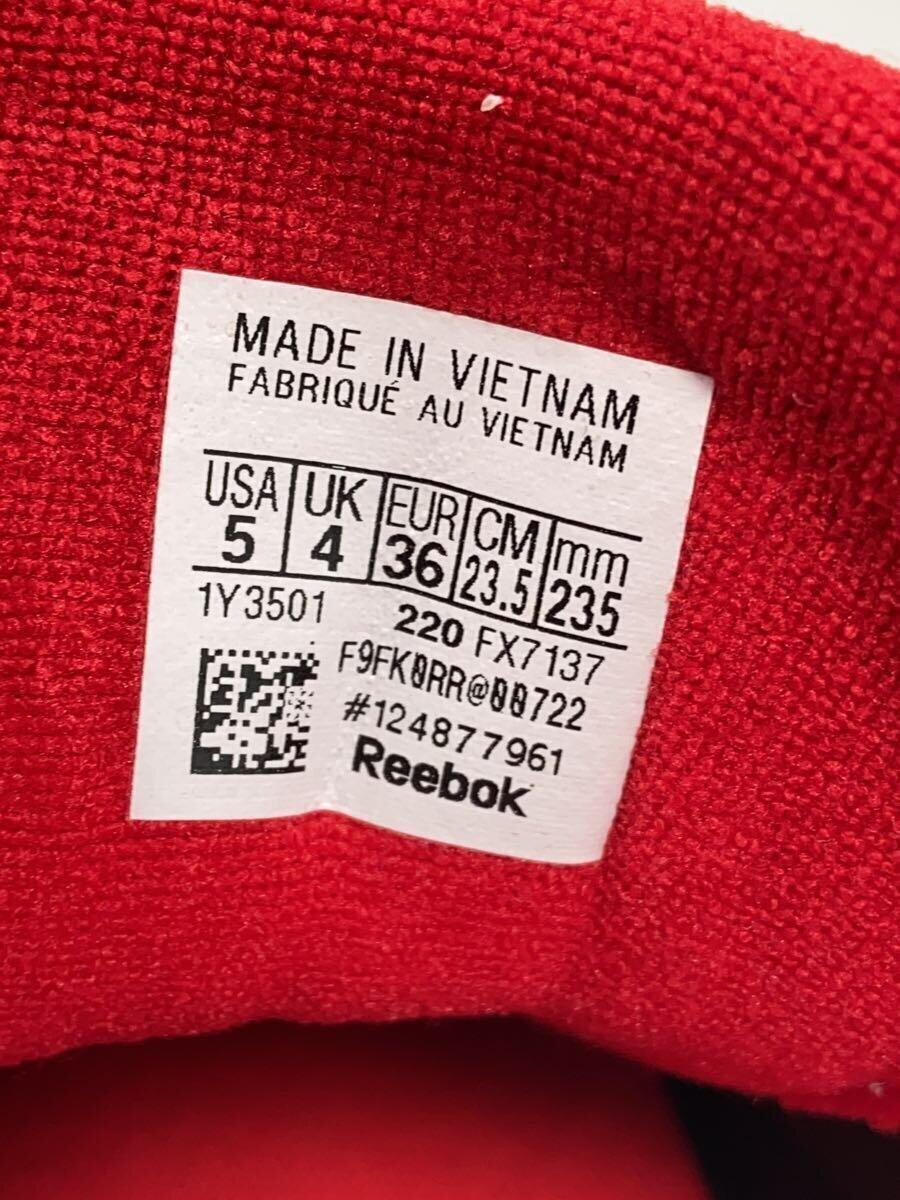 MADE IN VIETNAM
FABRIQUÉ AU VIETNAM
USA UK EUR CM mm
5 4 36 23.5 235
1Y3501 220 FX7137
F9FK0RR@00722
#124877961
Reebok